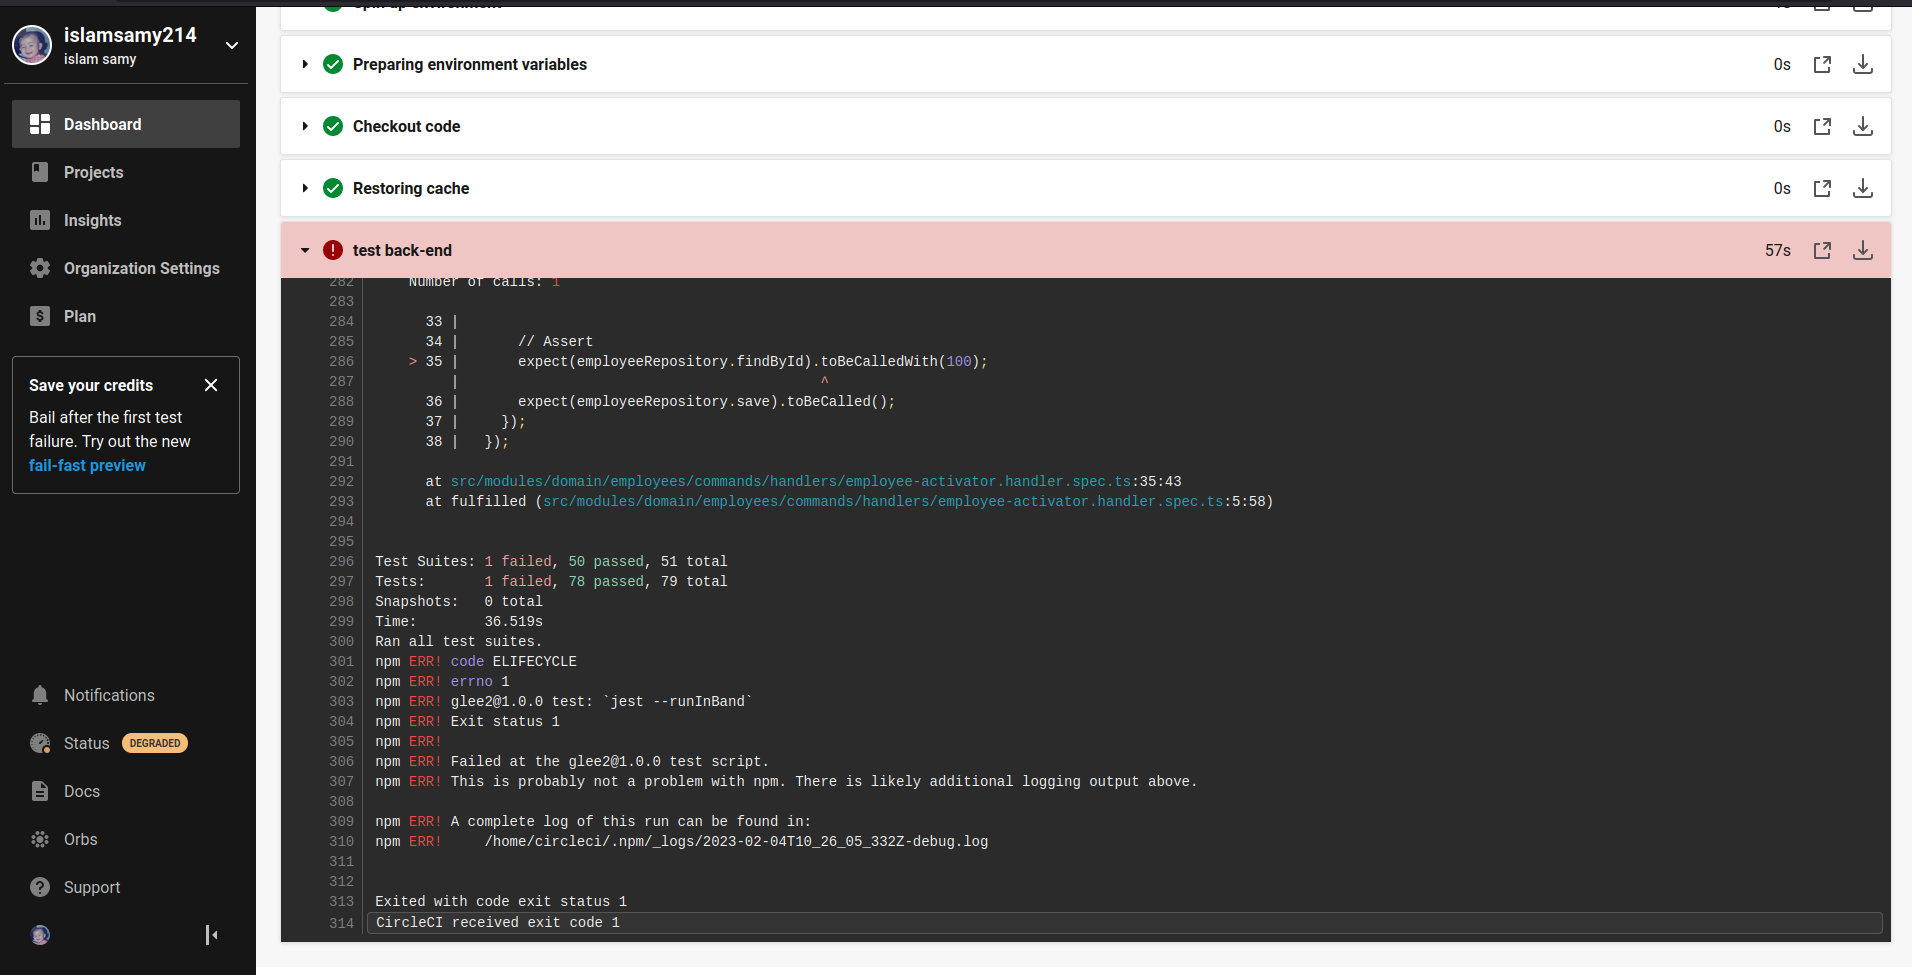 islamsamy214
islam samy
Dashboard
Projects
Insights
Organization Settings
Plan
Save your credits
Bail after the first test
failure. Try out the new
fail-fast preview
Notifications
Status DEGRADED
Docs
Orbs
Support
Spin up environment
Preparing environment variables 0s
Checkout code 0s
Restoring cache 0s
test back-end 57s
282 Number of calls: 1
283
284 33 |
285 34 | // Assert
286 > 35 | expect(employeeRepository.findById).toBeCalledWith(100);
287 | ^
288 36 | expect(employeeRepository.save).toBeCalled();
289 37 | });
290 38 | });
291
292 at src/modules/domain/employees/commands/handlers/employee-activator.handler.spec.ts:35:43
293 at fulfilled (src/modules/domain/employees/commands/handlers/employee-activator.handler.spec.ts:5:58)
294
295
296 Test Suites: 1 failed, 50 passed, 51 total
297 Tests: 1 failed, 78 passed, 79 total
298 Snapshots: 0 total
299 Time: 36.519s
300 Ran all test suites.
301 npm ERR! code ELIFECYCLE
302 npm ERR! errno 1
303 npm ERR! glee2@1.0.0 test: `jest --runInBand`
304 npm ERR! Exit status 1
305 npm ERR!
306 npm ERR! Failed at the glee2@1.0.0 test script.
307 npm ERR! This is probably not a problem with npm. There is likely additional logging output above.
308
309 npm ERR! A complete log of this run can be found in:
310 npm ERR! /home/circleci/.npm/_logs/2023-02-04T10_26_05_332Z-debug.log
311
312
313 Exited with code exit status 1
314 CircleCI received exit code 1